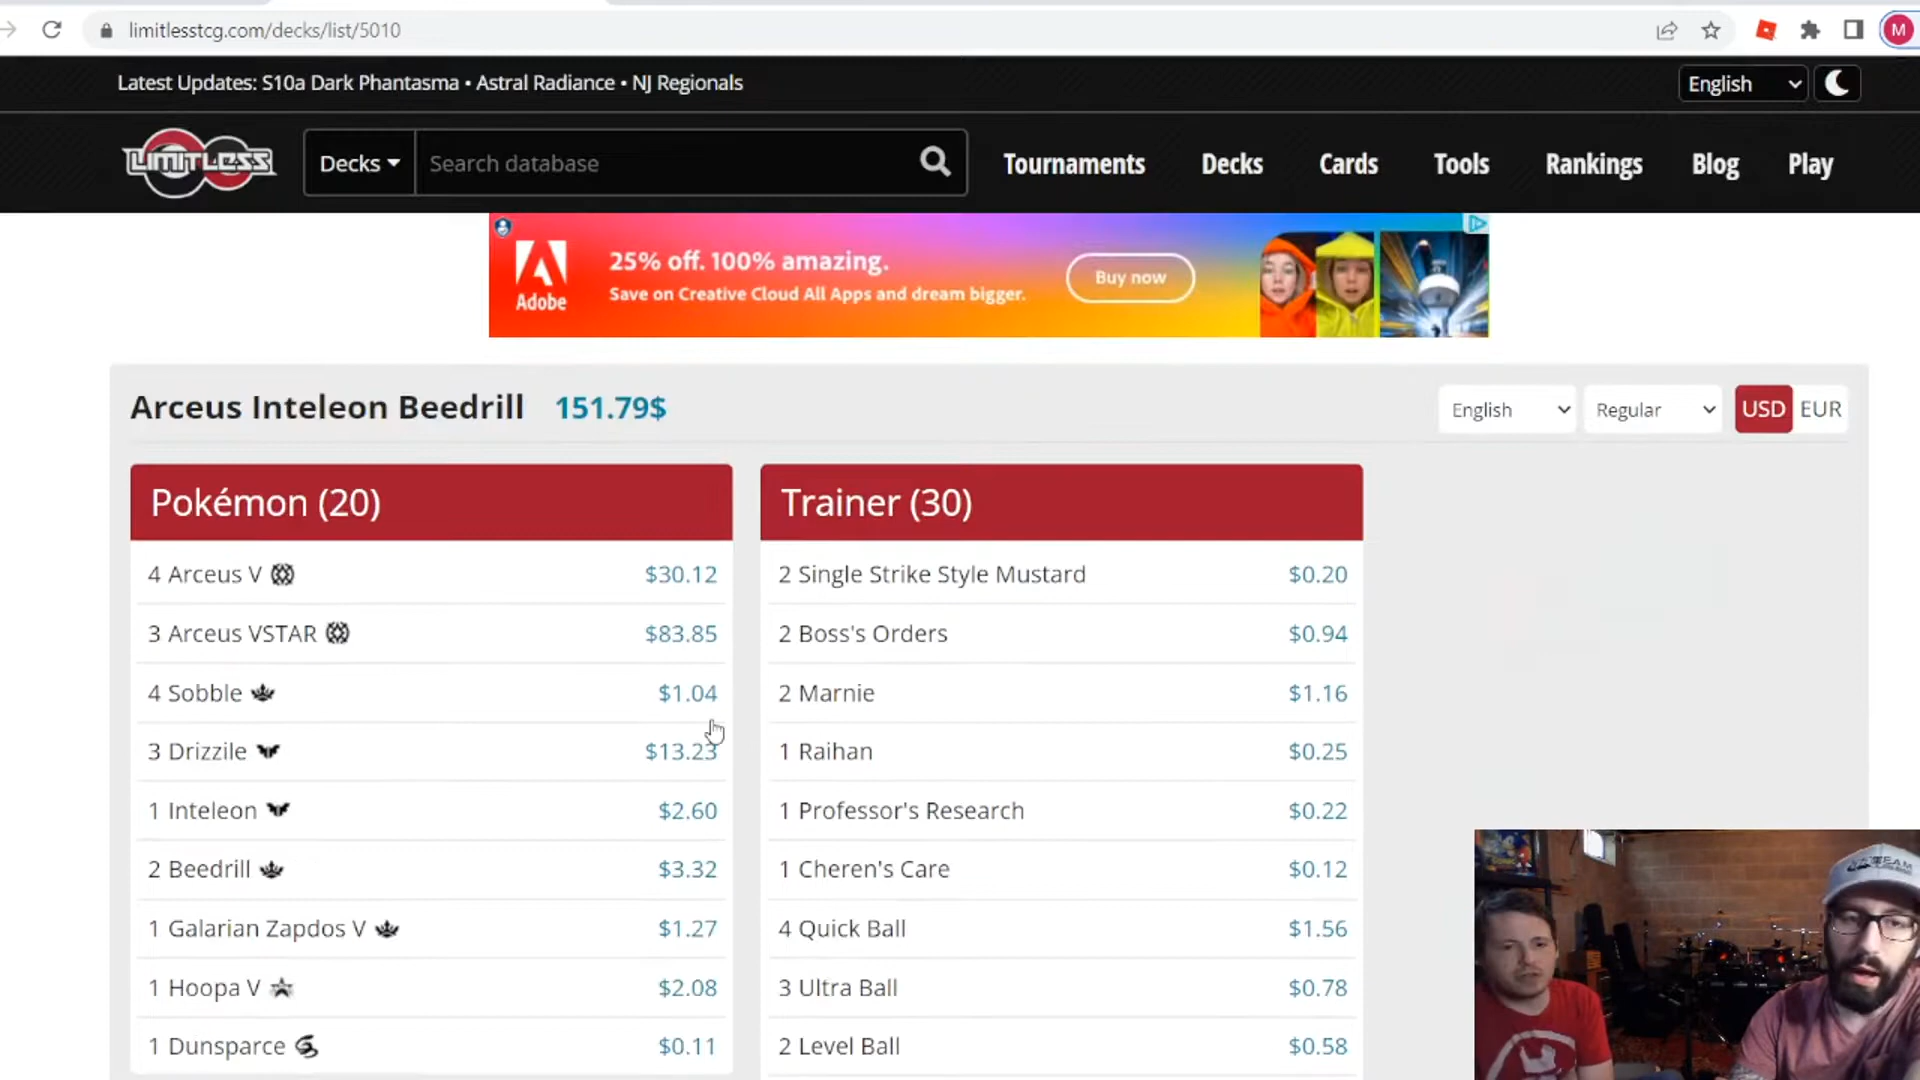 limitlesstcg.com/decks/list/5010
M
Latest Updates: S10a Dark Phantasma • Astral Radiance • NJ Regionals
English
LIMITLESS
Decks
Search database
Tournaments
Decks
Cards
Tools
Rankings
Blog
Play
Adobe
25% off. 100% amazing.
Save on Creative Cloud All Apps and dream bigger.
Buy now
Arceus Inteleon Beedrill 151.79$
English
Regular
USD
EUR
Pokémon (20)
4 Arceus V $30.12
3 Arceus VSTAR $83.85
4 Sobble $1.04
3 Drizzile $13.23
1 Inteleon $2.60
2 Beedrill $3.32
1 Galarian Zapdos V $1.27
1 Hoopa V $2.08
1 Dunsparce $0.11
Trainer (30)
2 Single Strike Style Mustard $0.20
2 Boss's Orders $0.94
2 Marnie $1.16
1 Raihan $0.25
1 Professor's Research $0.22
1 Cheren's Care $0.12
4 Quick Ball $1.56
3 Ultra Ball $0.78
2 Level Ball $0.58